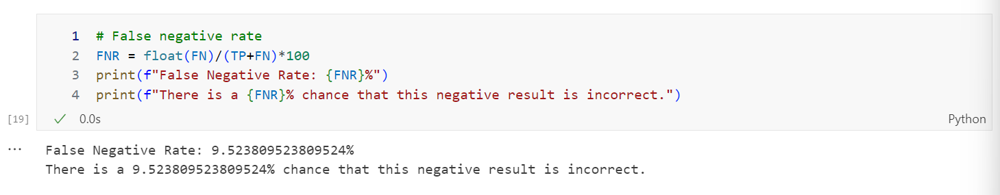 1 # False negative rate
2 FNR = float(FN)/(TP+FN)*100
3 print(f"False Negative Rate: {FNR}%")
4 print(f"There is a {FNR}% chance that this negative result is incorrect.")
[19] ✓ 0.0s Python
... False Negative Rate: 9.523809523809524%
There is a 9.523809523809524% chance that this negative result is incorrect.